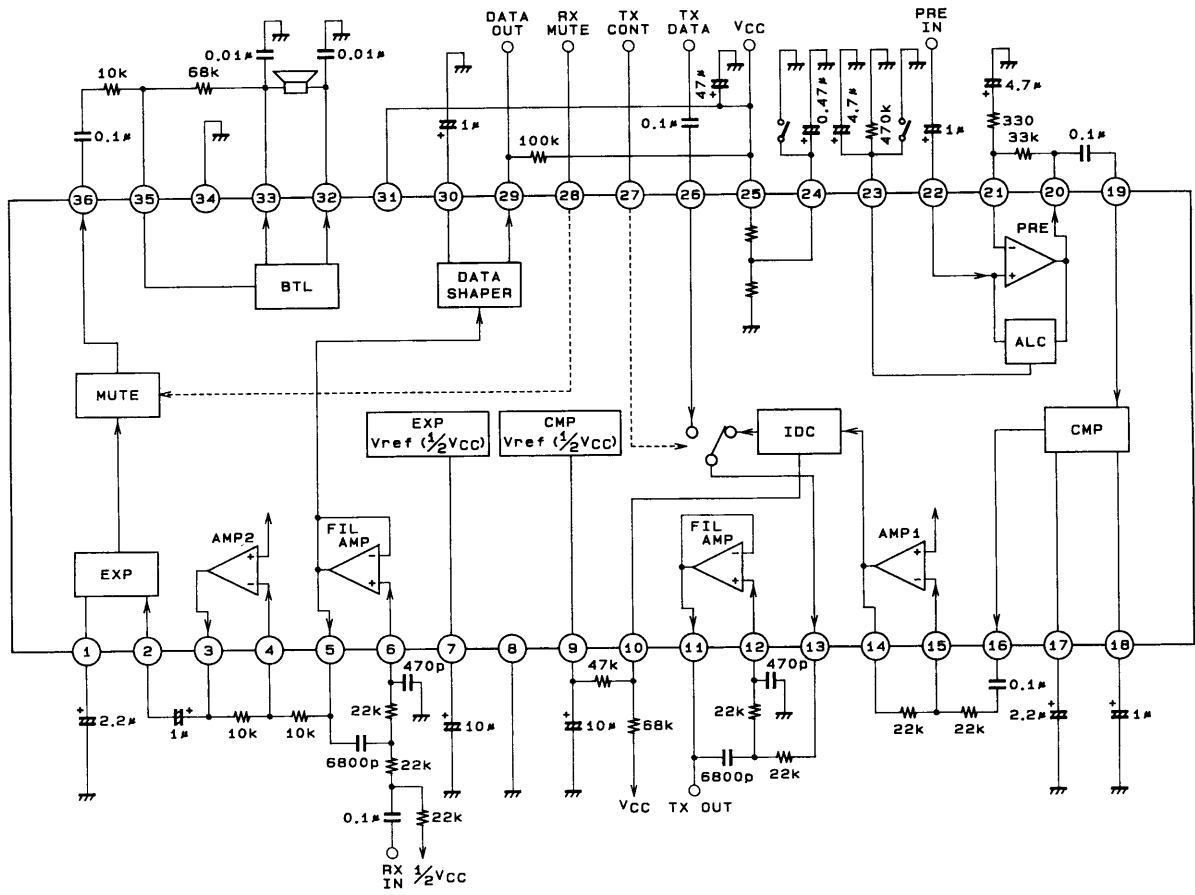 DATA OUT
RX MUTE
TX CONT
TX DATA
VCC
PRE IN
0.01μ
0.01μ
10k
68k
0.1μ
1μ
100k
47μ
0.1μ
0.47μ
4.7μ
470k
1μ
4.7μ
330
33k
0.1μ
36
35
34
33
32
31
30
29
28
27
26
25
24
23
22
21
20
19
BTL
DATA SHAPER
PRE
ALC
MUTE
EXP
Vref (1/2VCC)
CMP
Vref (1/2VCC)
IDC
CMP
EXP
AMP2
FIL AMP
FIL AMP
AMP1
+
−
−
+
−
+
+
−
−
+
1
2
3
4
5
6
7
8
9
10
11
12
13
14
15
16
17
18
2.2μ
1μ
10k
10k
6800p
470p
22k
22k
0.1μ
22k
RX IN
1/2VCC
10μ
10μ
47k
68k
VCC
TX OUT
6800p
22k
470p
22k
22k
22k
0.1μ
2.2μ
1μ